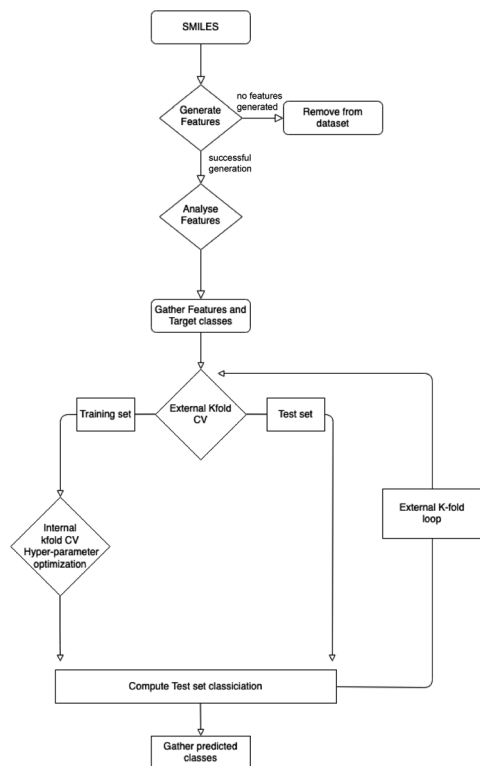 SMILES
no features
generated
Generate
Features
Remove from
dataset
successful
generation
Analyse
Features
Gather Features and
Target classes
Training set
External Kfold
CV
Test set
Internal
kfold CV
Hyper-parameter
optimization
External K-fold
loop
Compute Test set classiciation
Gather predicted
classes